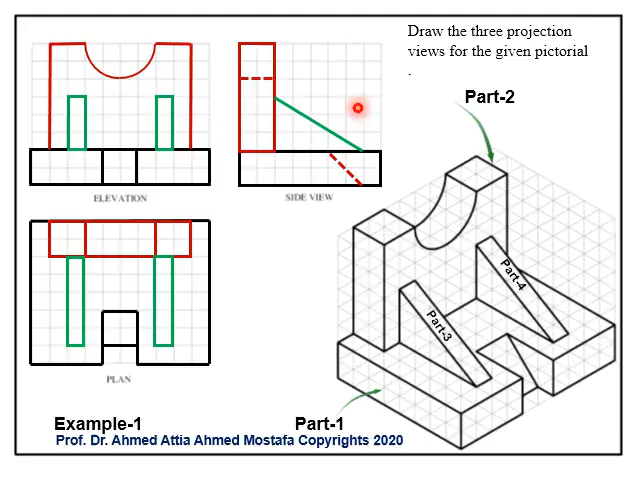 Draw the three projection
views for the given pictorial
.
Part-2
ELEVATION
SIDE VIEW
Part-4
Part-3
PLAN
Example-1
Part-1
Prof. Dr. Ahmed Attia Ahmed Mostafa Copyrights 2020